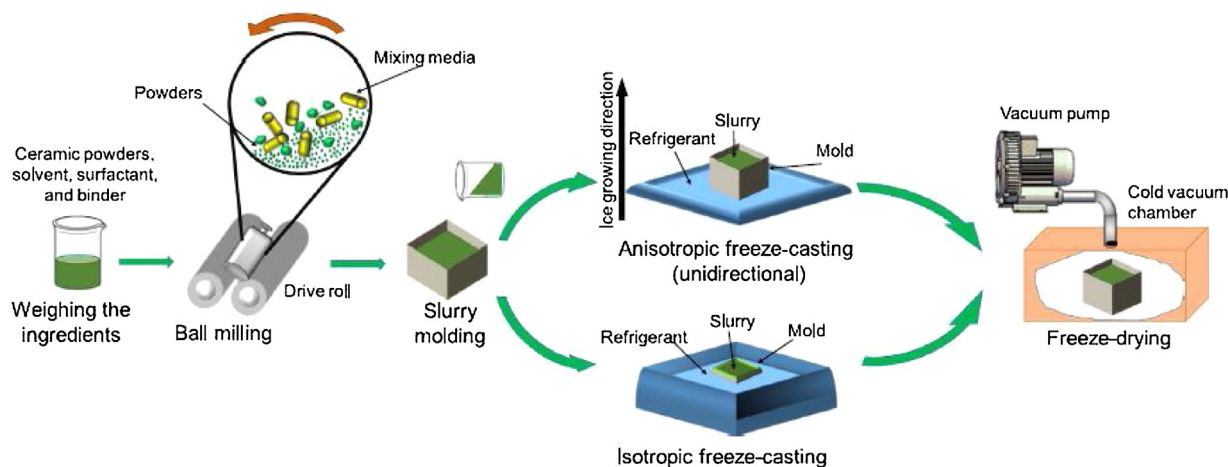 Mixing media
Powders
Ceramic powders,
solvent, surfactant,
and binder
Weighing the
ingredients
Drive roll
Ball milling
Slurry
molding
Ice growing direction
Slurry
Refrigerant
Mold
Anisotropic freeze-casting
(unidirectional)
Slurry
Mold
Refrigerant
Isotropic freeze-casting
Vacuum pump
Cold vacuum
chamber
Freeze-drying